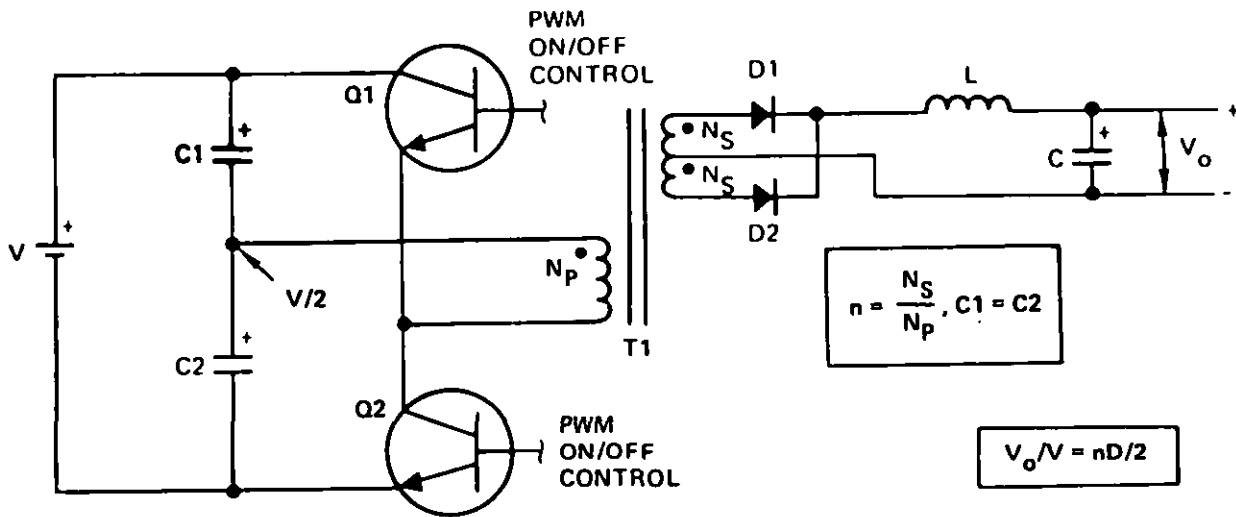 PWM
ON/OFF
CONTROL
Q1
D1
L
+
C1
+
N_S
N_S
+
C
V_o
-
D2
V
+
N_P
V/2
n = N_S/N_P, C1 = C2
T1
C2
+
Q2
PWM
ON/OFF
CONTROL
V_o/V = nD/2